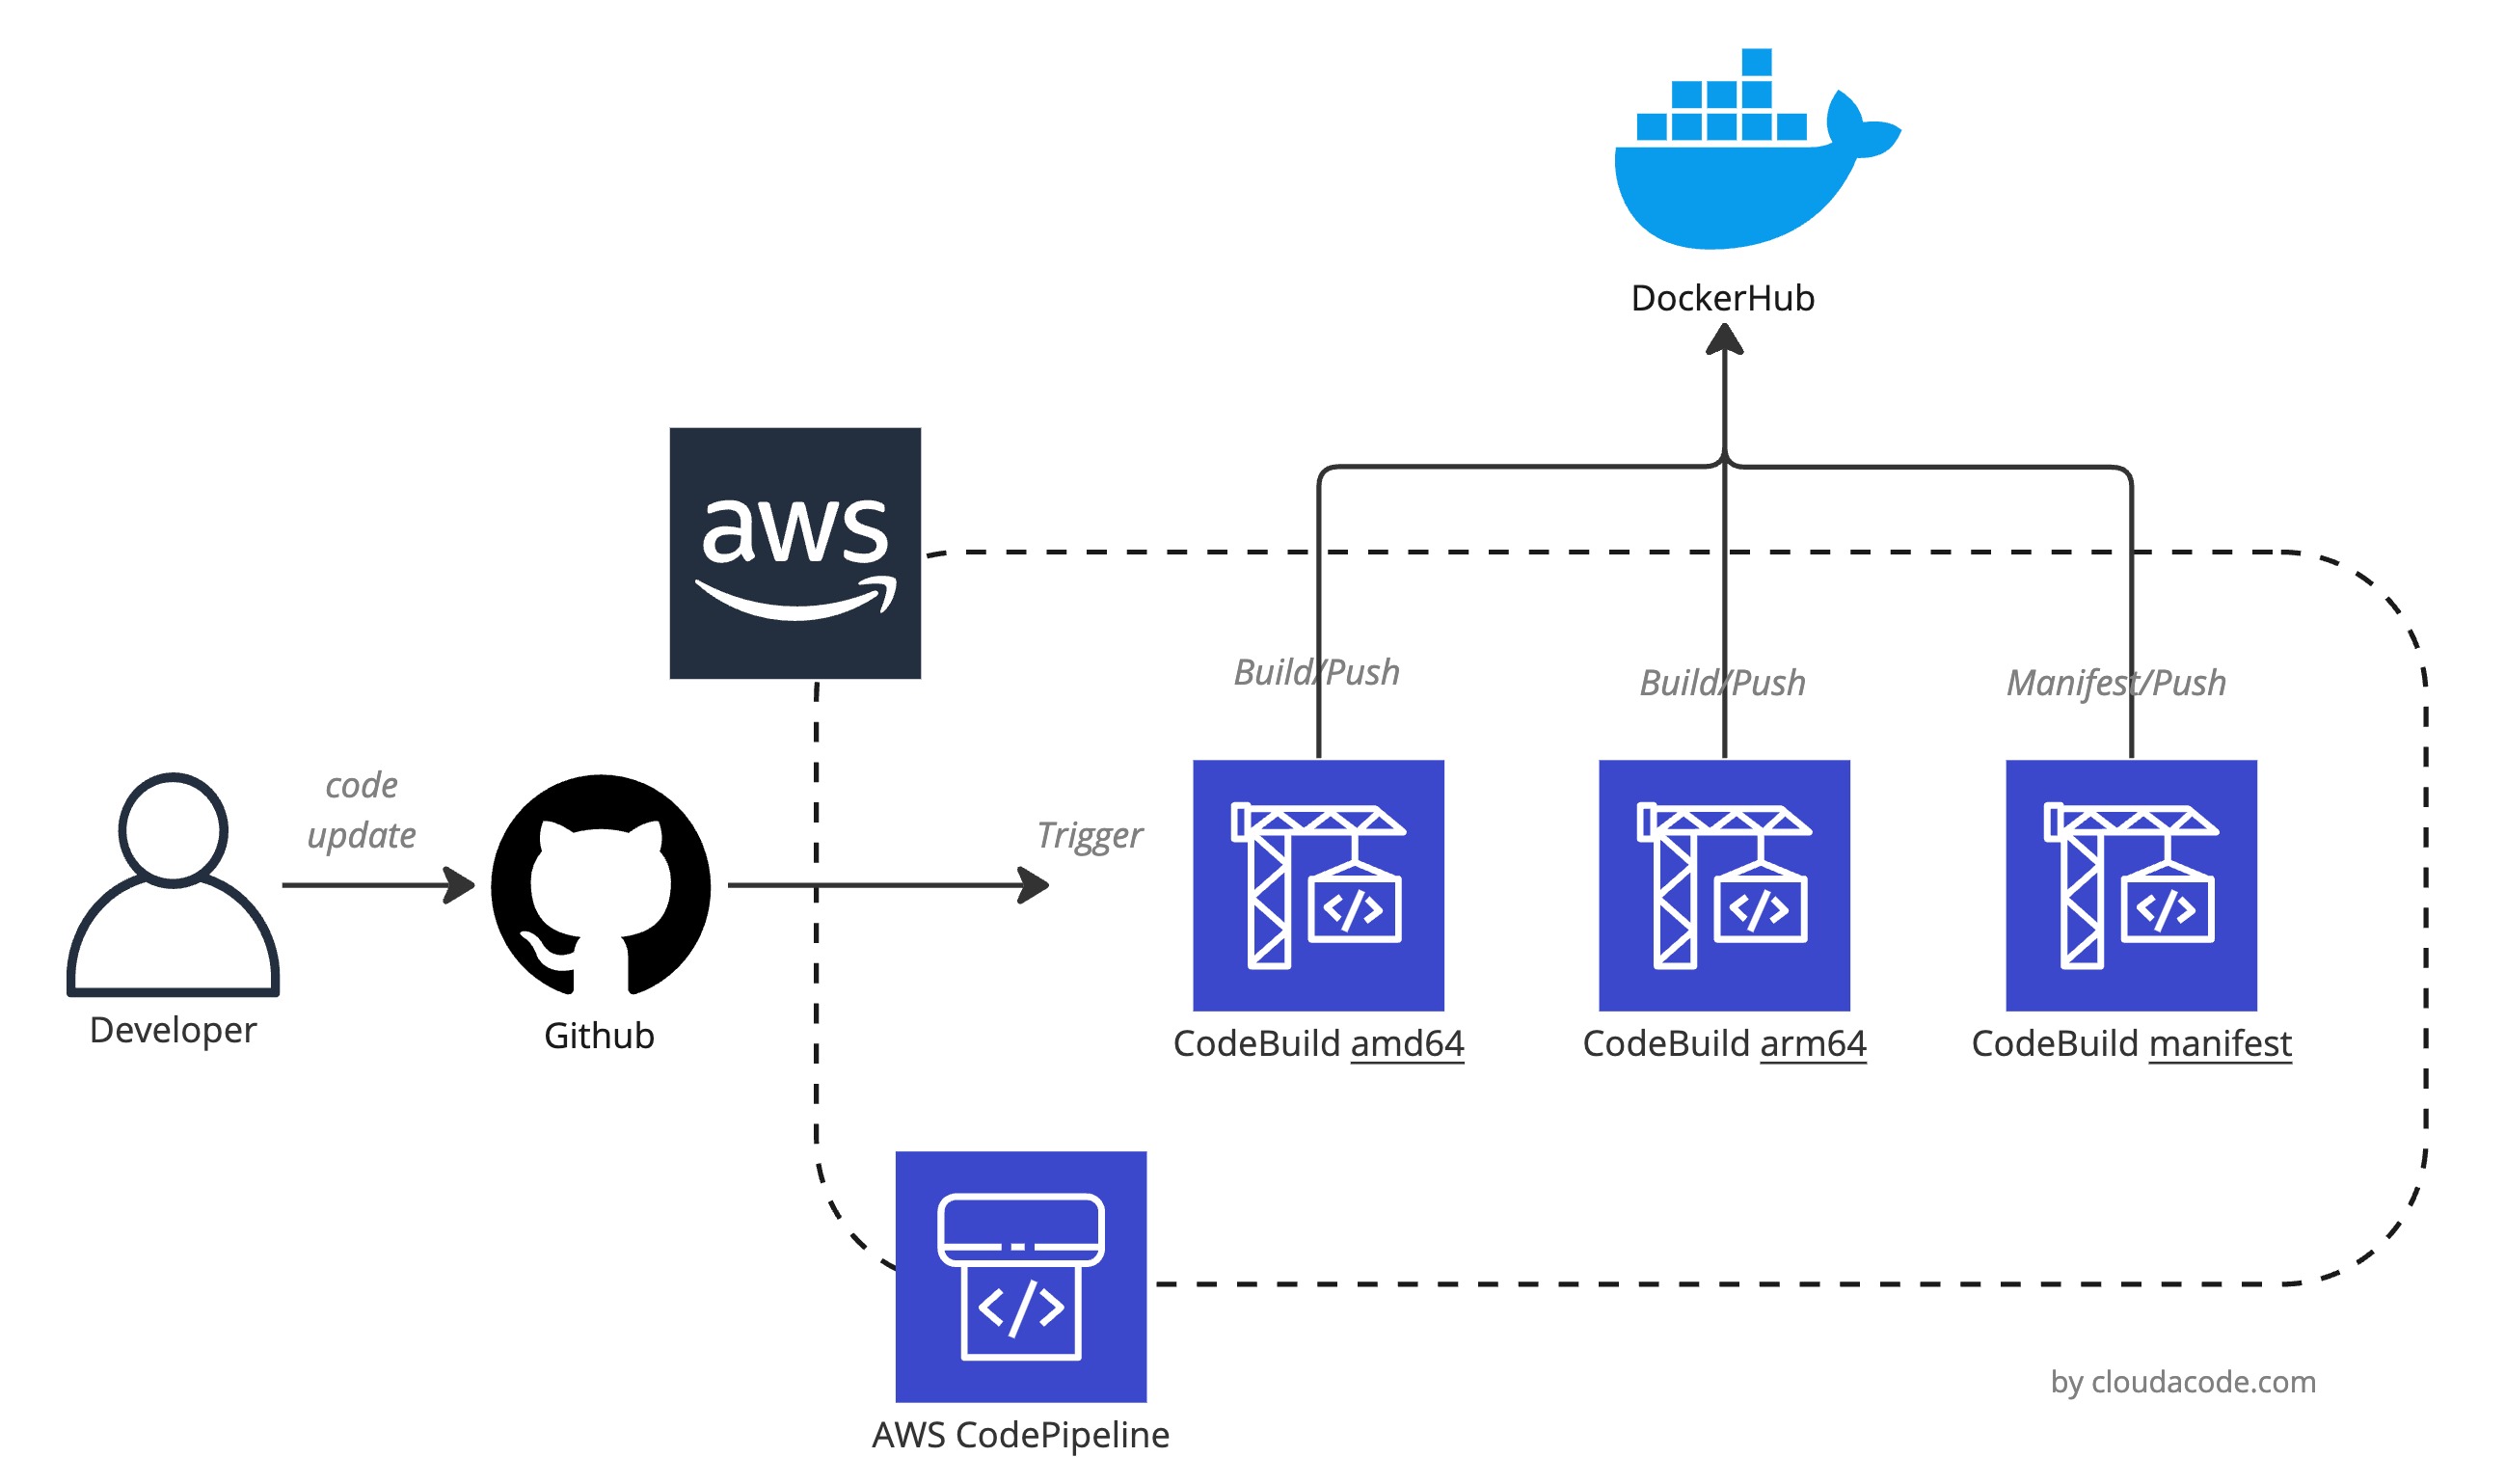 DockerHub
aws
Build/Push
Build/Push
Manifest/Push
code
update
Trigger
Developer
Github
CodeBuild amd64
CodeBuild arm64
CodeBuild manifest
AWS CodePipeline
by cloudacode.com